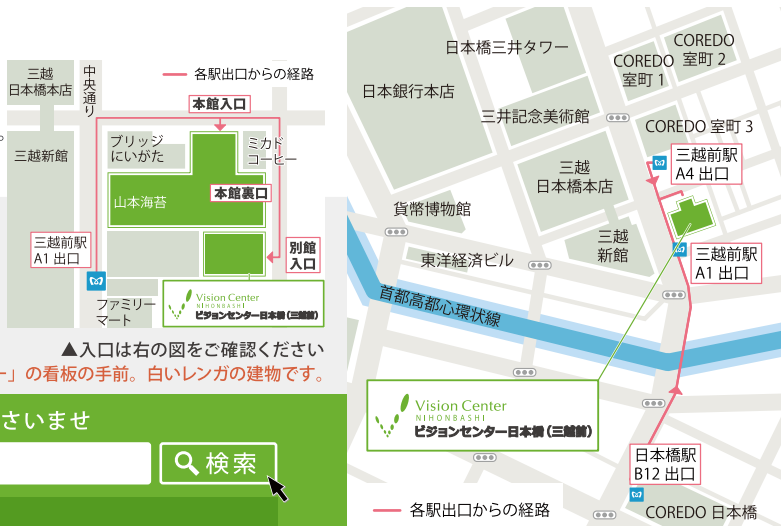 三越
日本橋本店
中央通り
各駅出口からの経路
本館入口
三越新館
ブリッジ
にいがた
ミカド
コーヒー
本館裏口
山本海苔
三越前駅
A1 出口
別館
入口
ファミリー
マート
Vision Center
NIHONBASHI
ビジョンセンター日本橋(三越前)
▲入口は右の図をご確認ください
ー」の看板の手前。白いレンガの建物です。
さいませ
検索
日本橋三井タワー
COREDO
室町 2
COREDO
室町 1
日本銀行本店
三井記念美術館
COREDO 室町 3
三越前駅
A4 出口
三越
日本橋本店
貨幣博物館
三越
新館
三越前駅
A1 出口
東洋経済ビル
首都高都心環状線
Vision Center
NIHONBASHI
ビジョンセンター日本橋(三越前)
日本橋駅
B12 出口
各駅出口からの経路
COREDO 日本橋